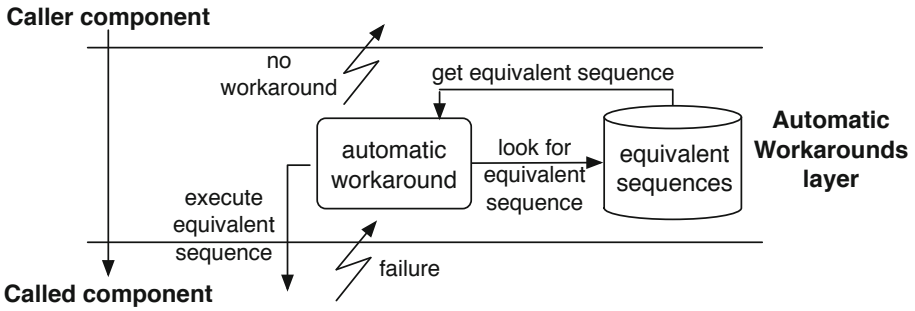 Caller component
no
workaround
get equivalent sequence
automatic
workaround
look for
equivalent
sequence
equivalent
sequences
Automatic
Workarounds
layer
execute
equivalent
sequence
failure
Called component